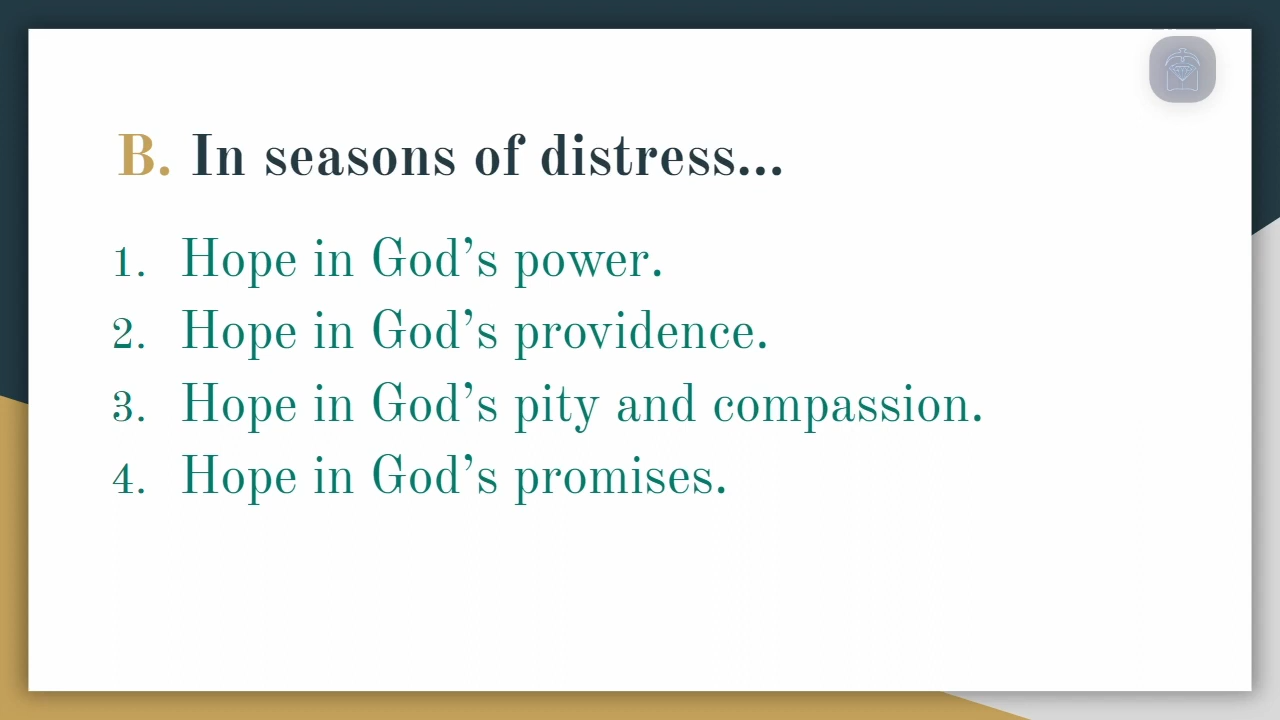 B. In seasons of distress...
1. Hope in God’s power.
2. Hope in God’s providence.
3. Hope in God’s pity and compassion.
4. Hope in God’s promises.